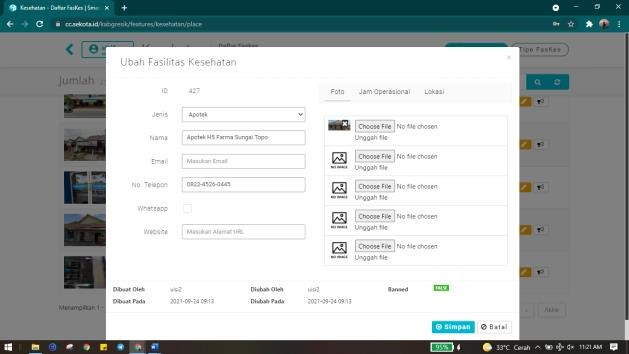 Kesehatan - Daftar FasKes | Smar
cc.sekota.id/kabgresik/features/kesehatan/place
Daftar Faskes
Tipe FasKes
Jumlah
Ubah Fasilitas Kesehatan
×
ID 427
Jenis Apotek
Nama Apotek H5 Farma Sungai Topo
Email Masukan Email
No. Telepon 0822-4526-0445
Whatsapp
Website Masukan Alamat URL
Foto Jam Operasional Lokasi
Choose File No file chosen
Unggah file
NO IMAGE Choose File No file chosen
Unggah file
NO IMAGE Choose File No file chosen
Unggah file
NO IMAGE Choose File No file chosen
Unggah file
NO IMAGE Choose File No file chosen
Unggah file
Dibuat Oleh uisi2 Diubah Oleh uisi2 Banned FALSE
Dibuat Pada 2021-09-24 09:13 Diubah Pada 2021-09-24 09:13
Menampilkan 1 -
Akhir
Simpan Batal
95% 33°C Cerah 11:21 AM